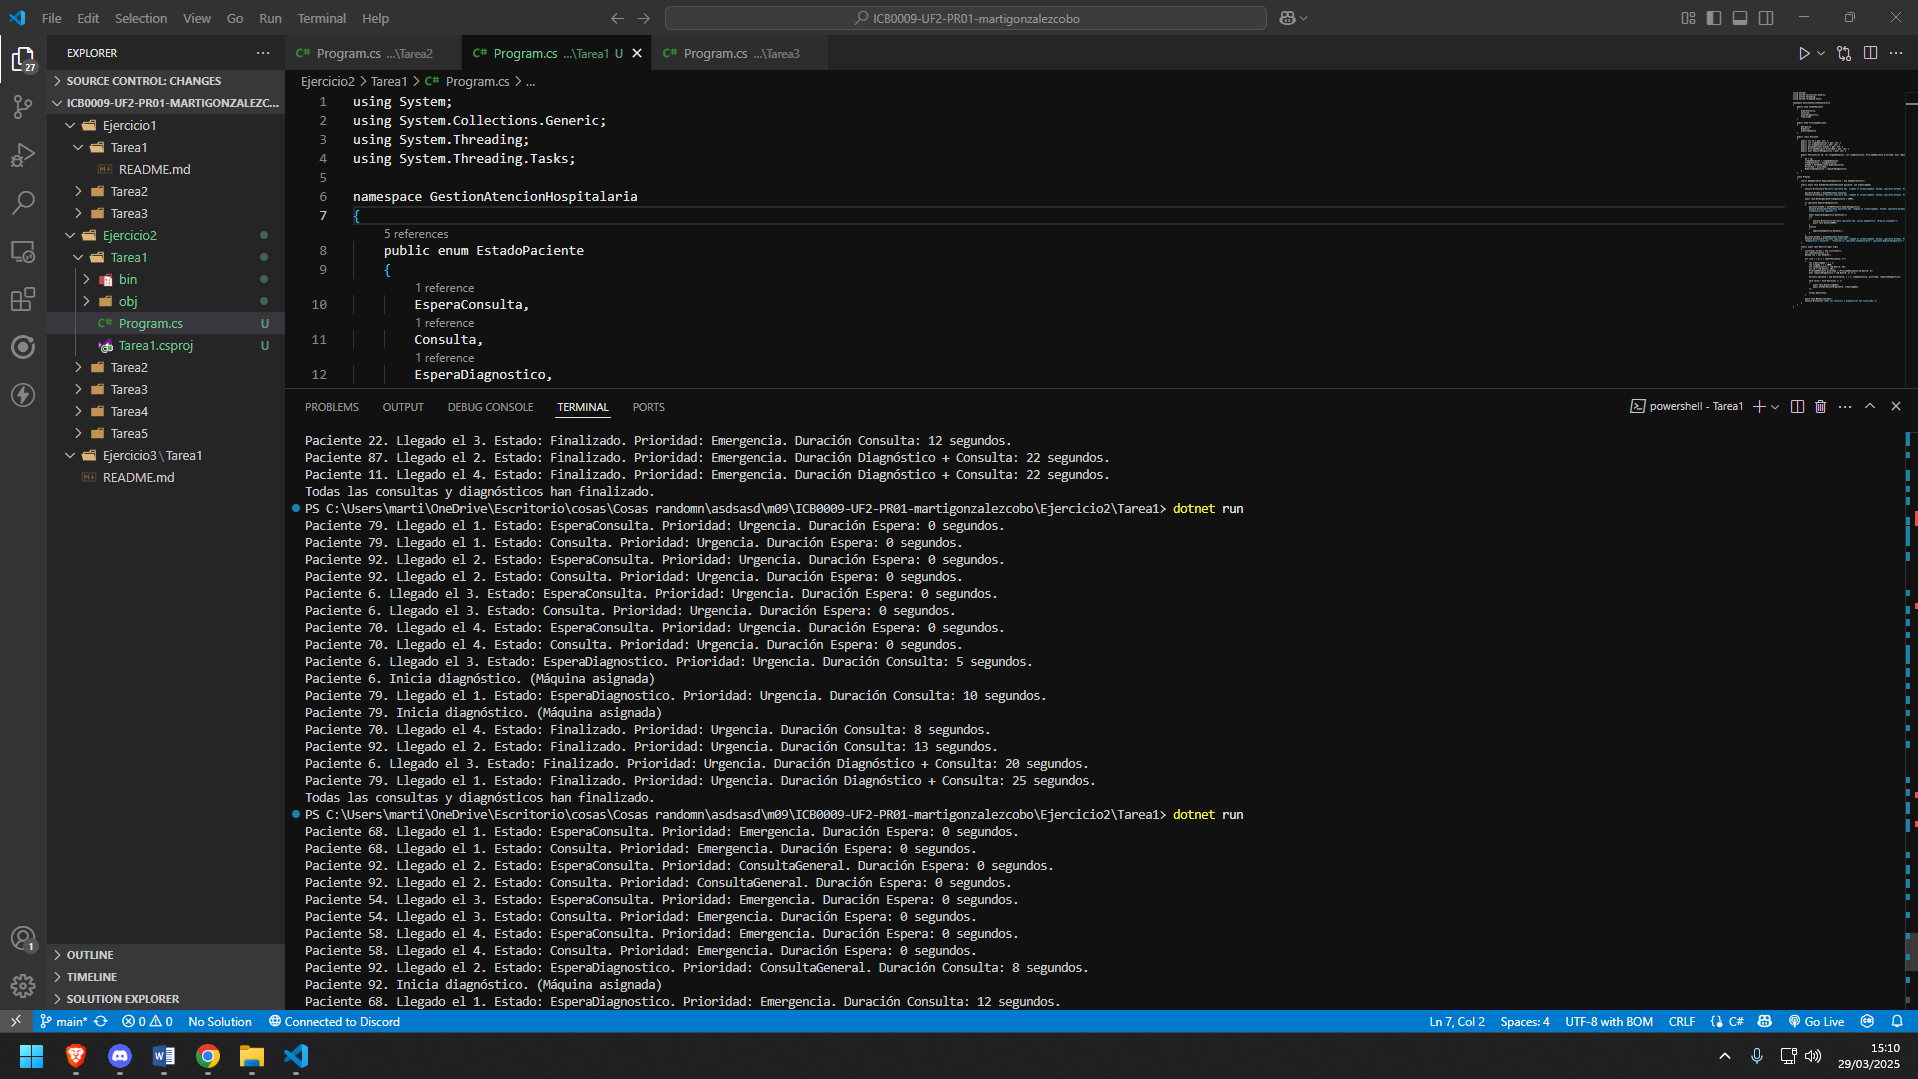 File Edit Selection View Go Run Terminal Help
ICB0009-UF2-PR01-martigonzalezcobo
EXPLORER
SOURCE CONTROL: CHANGES
ICB0009-UF2-PR01-MARTIGONZALEZC...
Ejercicio1
Tarea1
README.md
Tarea2
Tarea3
Ejercicio2
Tarea1
bin
obj
Program.cs U
Tarea1.csproj U
Tarea2
Tarea3
Tarea4
Tarea5
Ejercicio3\Tarea1
README.md
OUTLINE
TIMELINE
SOLUTION EXPLORER
27
1
C# Program.cs ...\Tarea2
C# Program.cs ...\Tarea1 U
C# Program.cs ...\Tarea3
Ejercicio2 > Tarea1 > C# Program.cs > ...
1 using System;
2 using System.Collections.Generic;
3 using System.Threading;
4 using System.Threading.Tasks;
5
6 namespace GestionAtencionHospitalaria
7 {
5 references
8 public enum EstadoPaciente
9 {
1 reference
10 EsperaConsulta,
1 reference
11 Consulta,
1 reference
12 EsperaDiagnostico,
PROBLEMS OUTPUT DEBUG CONSOLE TERMINAL PORTS
powershell - Tarea1
Paciente 22. Llegado el 3. Estado: Finalizado. Prioridad: Emergencia. Duración Consulta: 12 segundos.
Paciente 87. Llegado el 2. Estado: Finalizado. Prioridad: Emergencia. Duración Diagnóstico + Consulta: 22 segundos.
Paciente 11. Llegado el 4. Estado: Finalizado. Prioridad: Emergencia. Duración Diagnóstico + Consulta: 22 segundos.
Todas las consultas y diagnósticos han finalizado.
PS C:\Users\marti\OneDrive\Escritorio\cosas\Cosas randomn\asdsasd\m09\ICB0009-UF2-PR01-martigonzalezcobo\Ejercicio2\Tarea1> dotnet run
Paciente 79. Llegado el 1. Estado: EsperaConsulta. Prioridad: Urgencia. Duración Espera: 0 segundos.
Paciente 79. Llegado el 1. Estado: Consulta. Prioridad: Urgencia. Duración Espera: 0 segundos.
Paciente 92. Llegado el 2. Estado: EsperaConsulta. Prioridad: Urgencia. Duración Espera: 0 segundos.
Paciente 92. Llegado el 2. Estado: Consulta. Prioridad: Urgencia. Duración Espera: 0 segundos.
Paciente 6. Llegado el 3. Estado: EsperaConsulta. Prioridad: Urgencia. Duración Espera: 0 segundos.
Paciente 6. Llegado el 3. Estado: Consulta. Prioridad: Urgencia. Duración Espera: 0 segundos.
Paciente 70. Llegado el 4. Estado: EsperaConsulta. Prioridad: Urgencia. Duración Espera: 0 segundos.
Paciente 70. Llegado el 4. Estado: Consulta. Prioridad: Urgencia. Duración Espera: 0 segundos.
Paciente 6. Llegado el 3. Estado: EsperaDiagnostico. Prioridad: Urgencia. Duración Consulta: 5 segundos.
Paciente 6. Inicia diagnóstico. (Máquina asignada)
Paciente 79. Llegado el 1. Estado: EsperaDiagnostico. Prioridad: Urgencia. Duración Consulta: 10 segundos.
Paciente 79. Inicia diagnóstico. (Máquina asignada)
Paciente 70. Llegado el 4. Estado: Finalizado. Prioridad: Urgencia. Duración Consulta: 8 segundos.
Paciente 92. Llegado el 2. Estado: Finalizado. Prioridad: Urgencia. Duración Consulta: 13 segundos.
Paciente 6. Llegado el 3. Estado: Finalizado. Prioridad: Urgencia. Duración Diagnóstico + Consulta: 20 segundos.
Paciente 79. Llegado el 1. Estado: Finalizado. Prioridad: Urgencia. Duración Diagnóstico + Consulta: 25 segundos.
Todas las consultas y diagnósticos han finalizado.
PS C:\Users\marti\OneDrive\Escritorio\cosas\Cosas randomn\asdsasd\m09\ICB0009-UF2-PR01-martigonzalezcobo\Ejercicio2\Tarea1> dotnet run
Paciente 68. Llegado el 1. Estado: EsperaConsulta. Prioridad: Emergencia. Duración Espera: 0 segundos.
Paciente 68. Llegado el 1. Estado: Consulta. Prioridad: Emergencia. Duración Espera: 0 segundos.
Paciente 92. Llegado el 2. Estado: EsperaConsulta. Prioridad: ConsultaGeneral. Duración Espera: 0 segundos.
Paciente 92. Llegado el 2. Estado: Consulta. Prioridad: ConsultaGeneral. Duración Espera: 0 segundos.
Paciente 54. Llegado el 3. Estado: EsperaConsulta. Prioridad: Emergencia. Duración Espera: 0 segundos.
Paciente 54. Llegado el 3. Estado: Consulta. Prioridad: Emergencia. Duración Espera: 0 segundos.
Paciente 58. Llegado el 4. Estado: EsperaConsulta. Prioridad: Emergencia. Duración Espera: 0 segundos.
Paciente 58. Llegado el 4. Estado: Consulta. Prioridad: Emergencia. Duración Espera: 0 segundos.
Paciente 92. Llegado el 2. Estado: EsperaDiagnostico. Prioridad: ConsultaGeneral. Duración Consulta: 8 segundos.
Paciente 92. Inicia diagnóstico. (Máquina asignada)
Paciente 68. Llegado el 1. Estado: EsperaDiagnostico. Prioridad: Emergencia. Duración Consulta: 12 segundos.
main* 0 0 No Solution Connected to Discord
Ln 7, Col 2 Spaces: 4 UTF-8 with BOM CRLF {} C# Go Live
15:10
29/03/2025